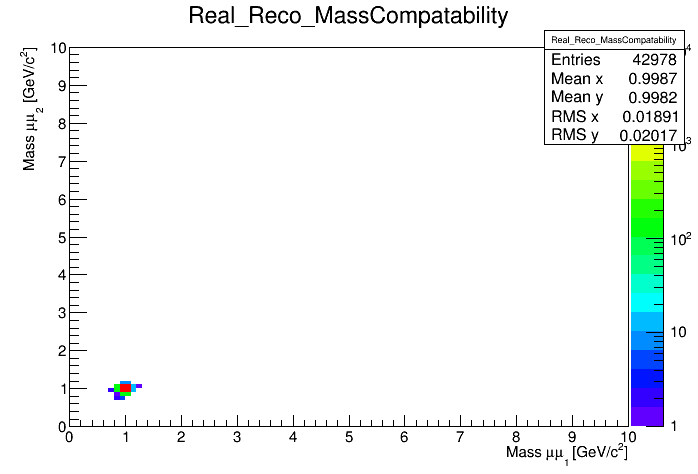 Real_Reco_MassCompatability
Real_Reco_MassCompatability
Entries 42978
Mean x 0.9987
Mean y 0.9982
RMS x 0.01891
RMS y 0.02017
Mass μμ2 [GeV/c2]
10
9
8
7
6
5
4
3
2
1
0
0 1 2 3 4 5 6 7 8 9 10
Mass μμ1 [GeV/c2]
4
103
102
10
1